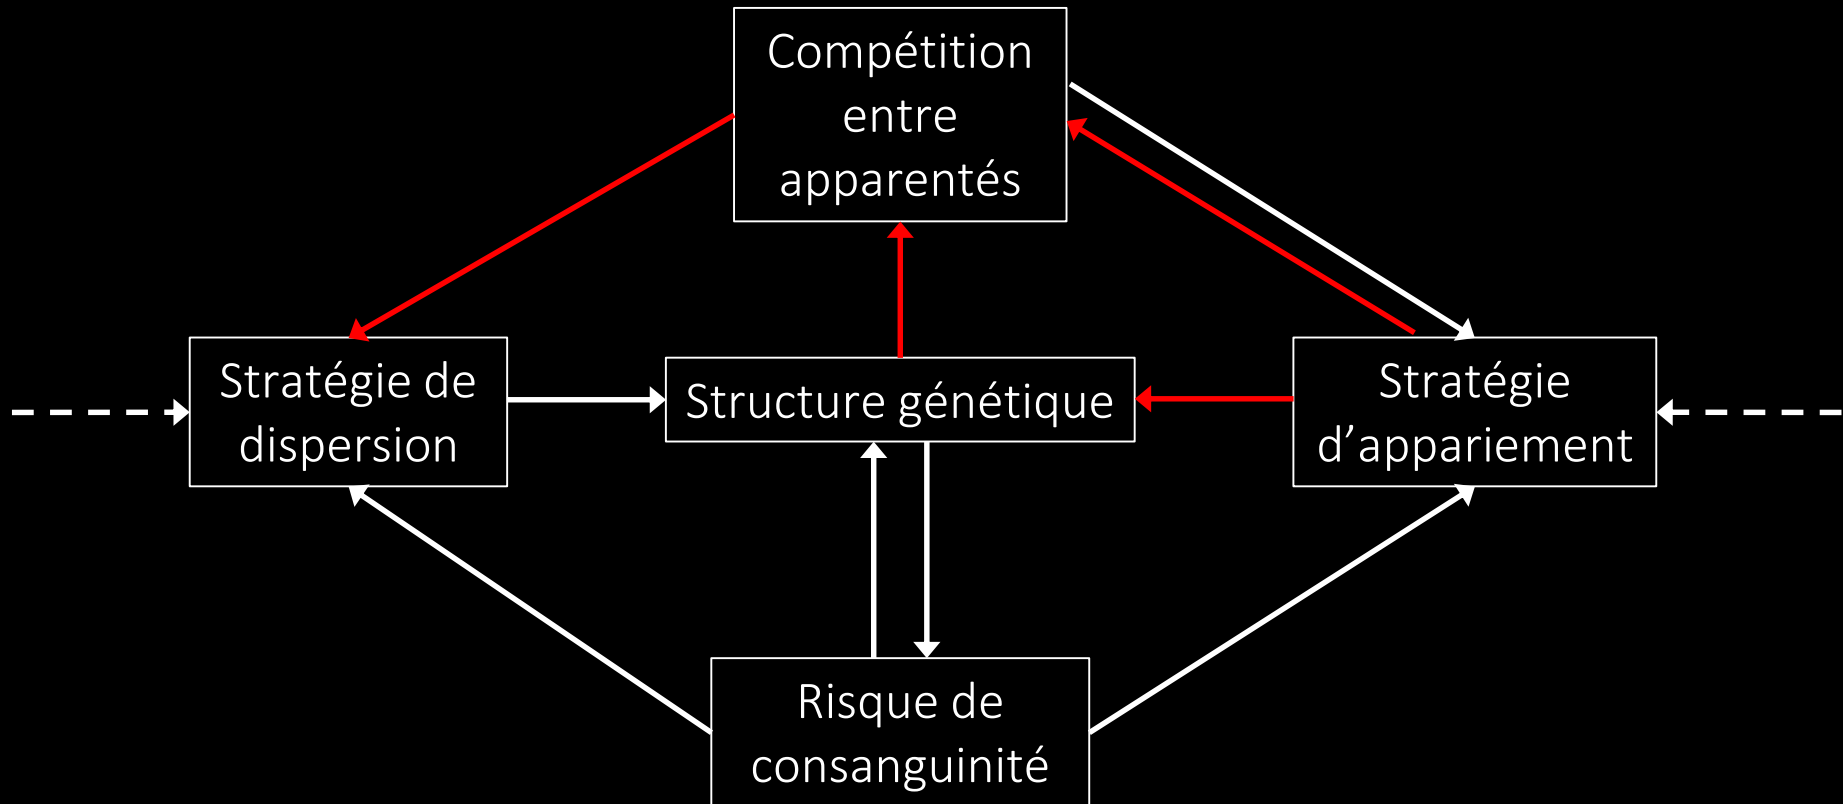 Compétition
entre
apparentés
Stratégie de
dispersion
Structure génétique
Stratégie
d’appariement
Risque de
consanguinité